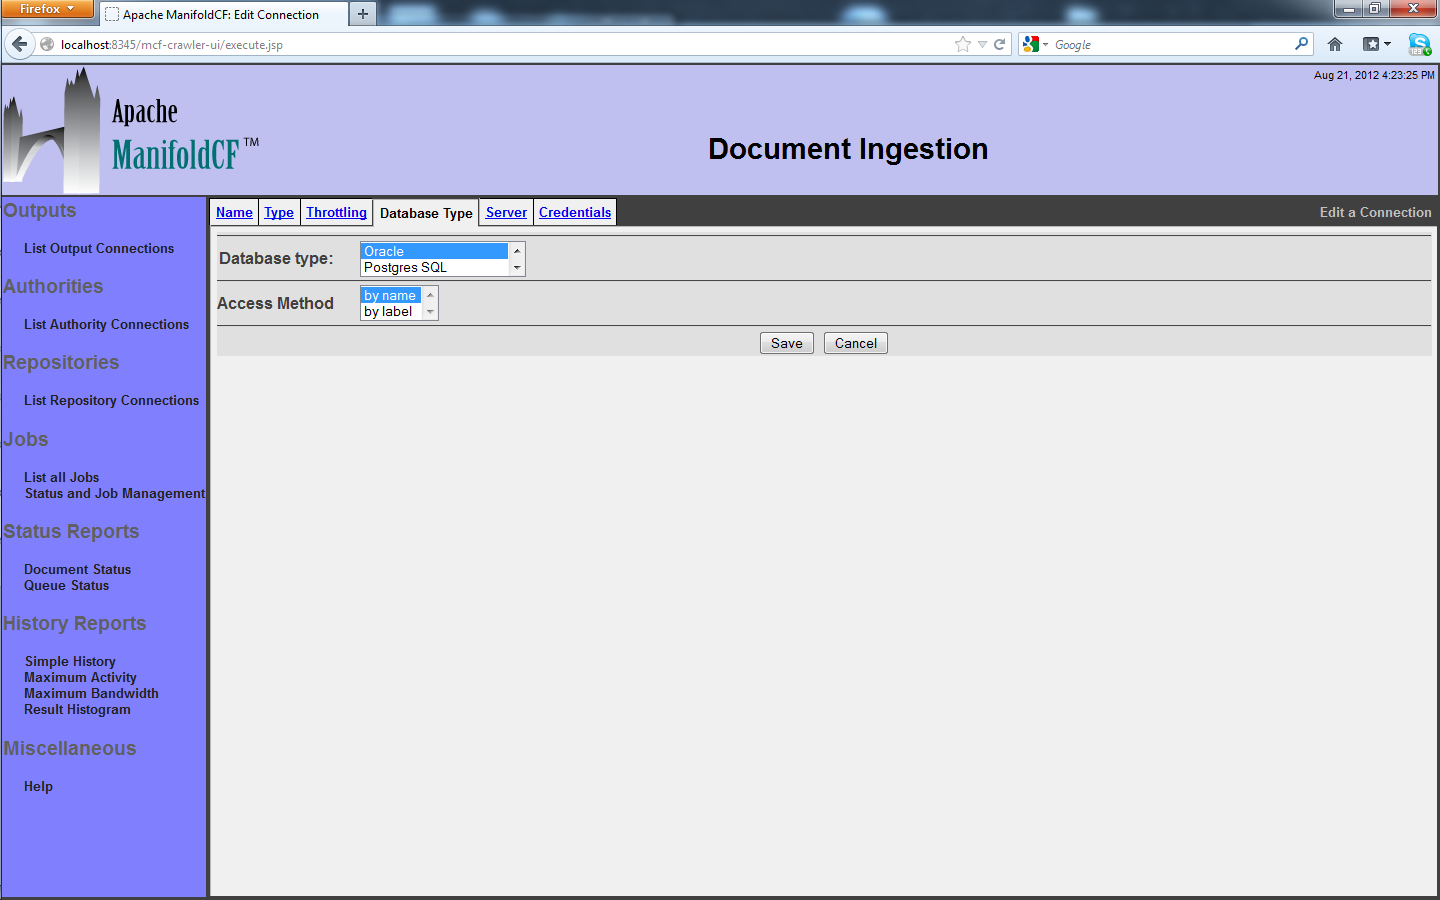 Firefox
Apache ManifoldCF: Edit Connection
localhost:8345/mcf-crawler-ui/execute.jsp
Google
Aug 21, 2012 4:23:25 PM
Apache
ManifoldCF™
Document Ingestion
Outputs
List Output Connections
Authorities
List Authority Connections
Repositories
List Repository Connections
Jobs
List all Jobs
Status and Job Management
Status Reports
Document Status
Queue Status
History Reports
Simple History
Maximum Activity
Maximum Bandwidth
Result Histogram
Miscellaneous
Help
Name Type Throttling Database Type Server Credentials Edit a Connection
Database type: Oracle
Postgres SQL
Access Method by name
by label
Save Cancel